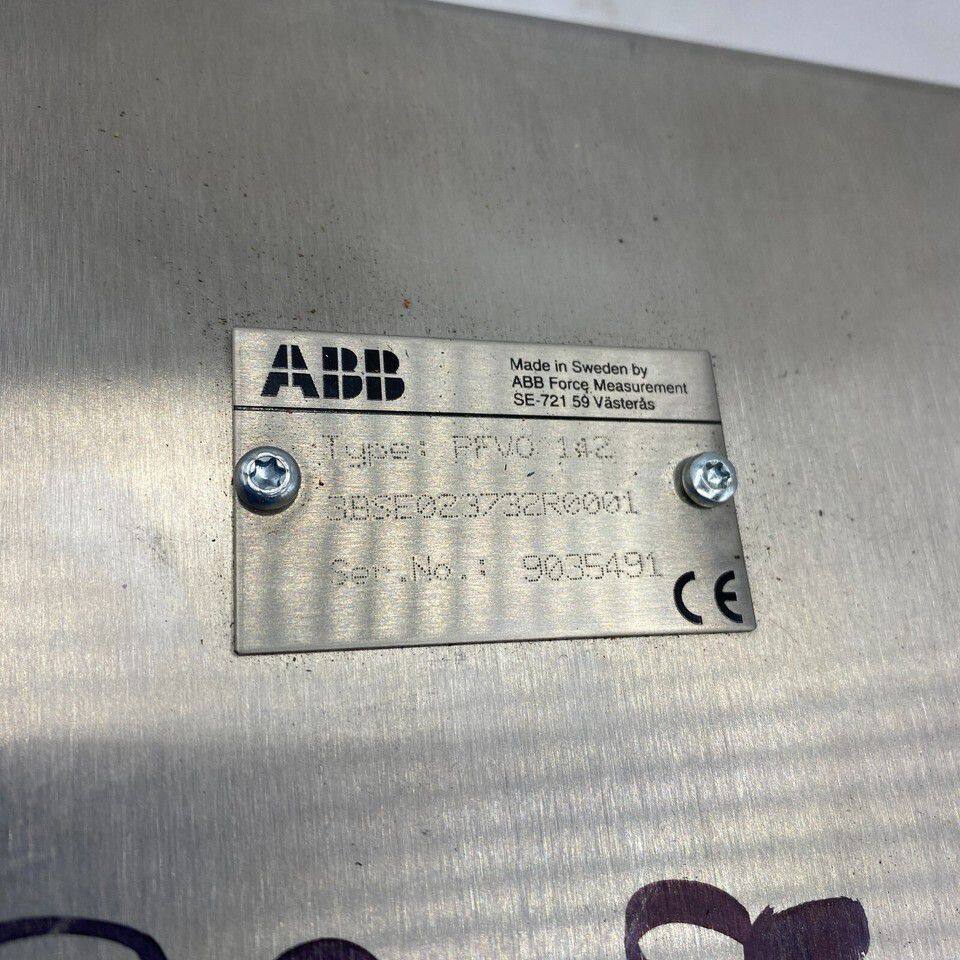 ABB
Made in Sweden by
ABB Force Measurement
SE-721 59 Västerås
Type: PFVO 142
3BSE023732R0001
Ser.No.: 9035491
CE